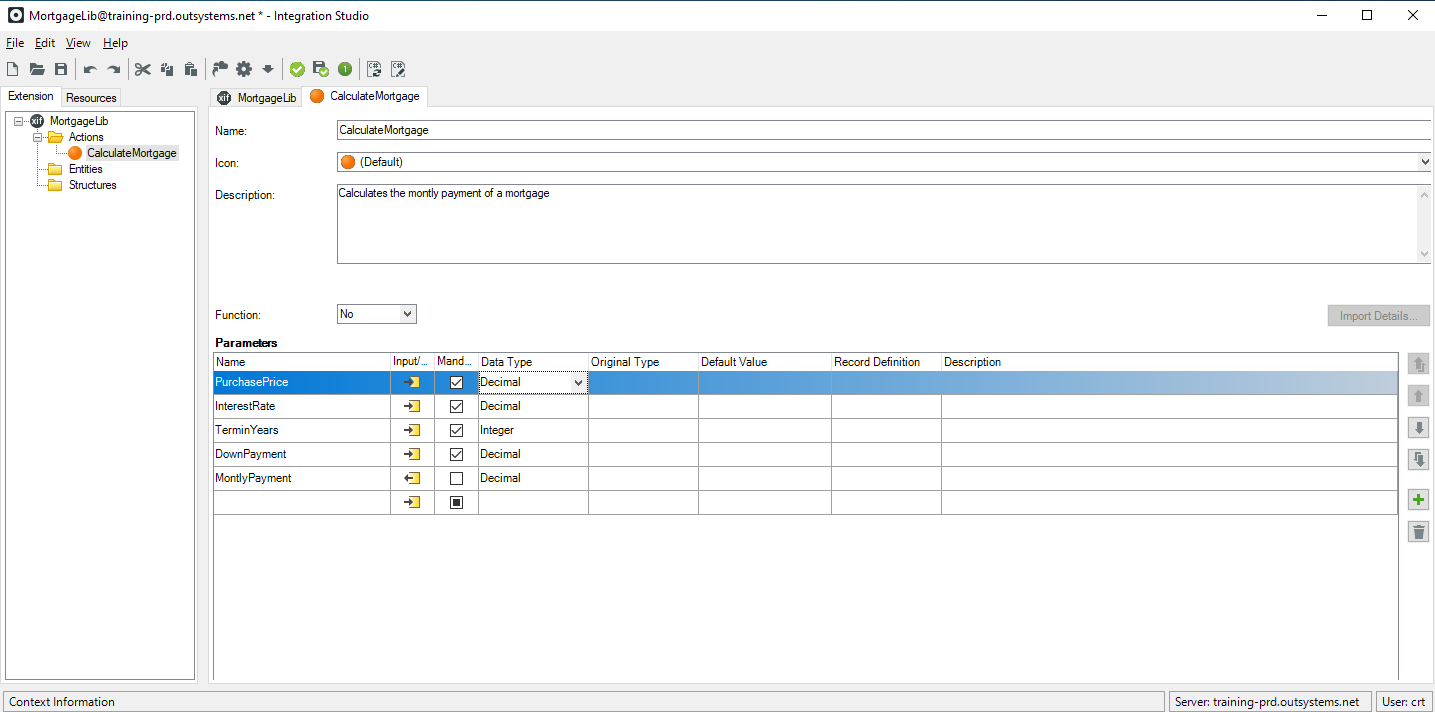 MortgageLib@training-prd.outsystems.net * - Integration Studio
File Edit View Help
Extension Resources
xif MortgageLib CalculateMortgage
xif MortgageLib
Actions
CalculateMortgage
Entities
Structures
Name: CalculateMortgage
Icon: (Default)
Description: Calculates the montly payment of a mortgage
Function: No
Import Details...
Parameters
Name Input/... Mand... Data Type Original Type Default Value Record Definition Description
PurchasePrice Decimal
InterestRate Decimal
TerminYears Integer
DownPayment Decimal
MontlyPayment Decimal
Context Information Server: training-prd.outsystems.net User: crt